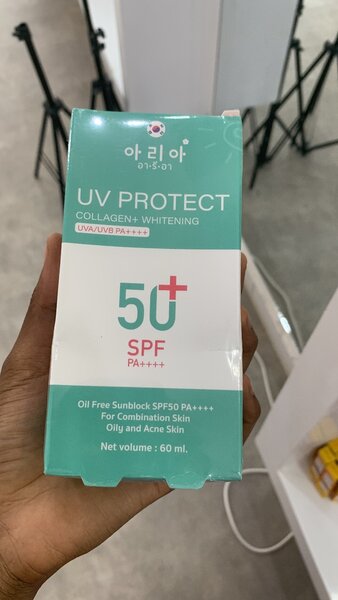 아리아
อา•รี•อา
UV PROTECT
COLLAGEN+ WHITENING
UVA/UVB PA++++
50+
SPF
PA++++
Oil Free Sunblock SPF50 PA++++
For Combination Skin
Oily and Acne Skin
Net volume : 60 ml.